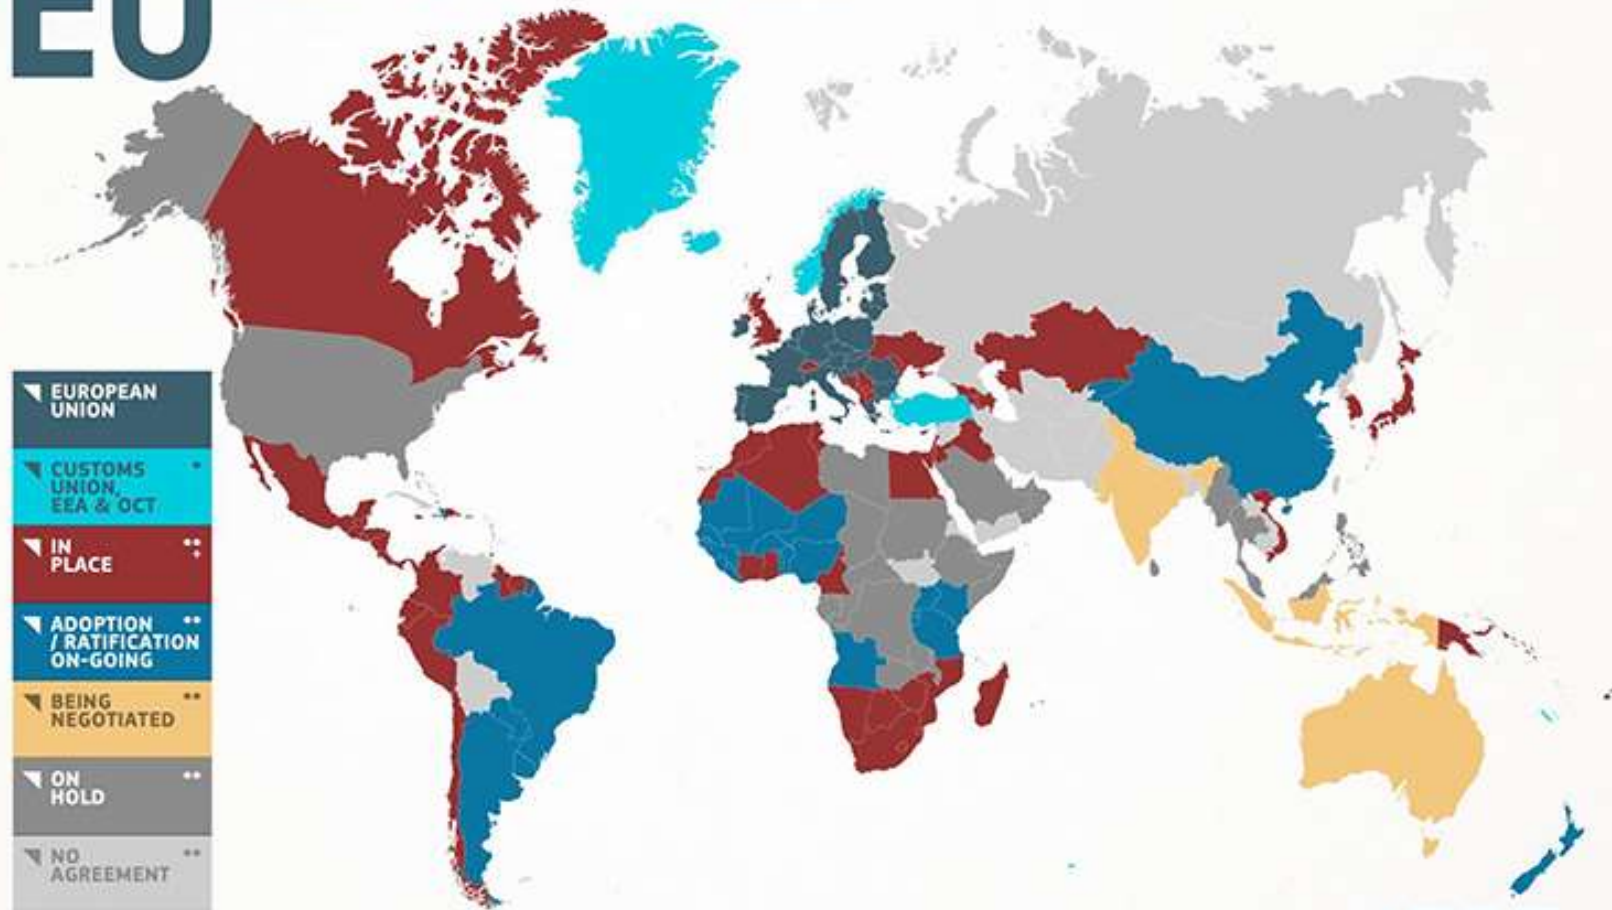 EU
EUROPEAN
UNION
CUSTOMS *
UNION,
EEA & OCT
IN **
PLACE *
ADOPTION **
/ RATIFICATION
ON-GOING
BEING **
NEGOTIATED
ON **
HOLD
NO **
AGREEMENT